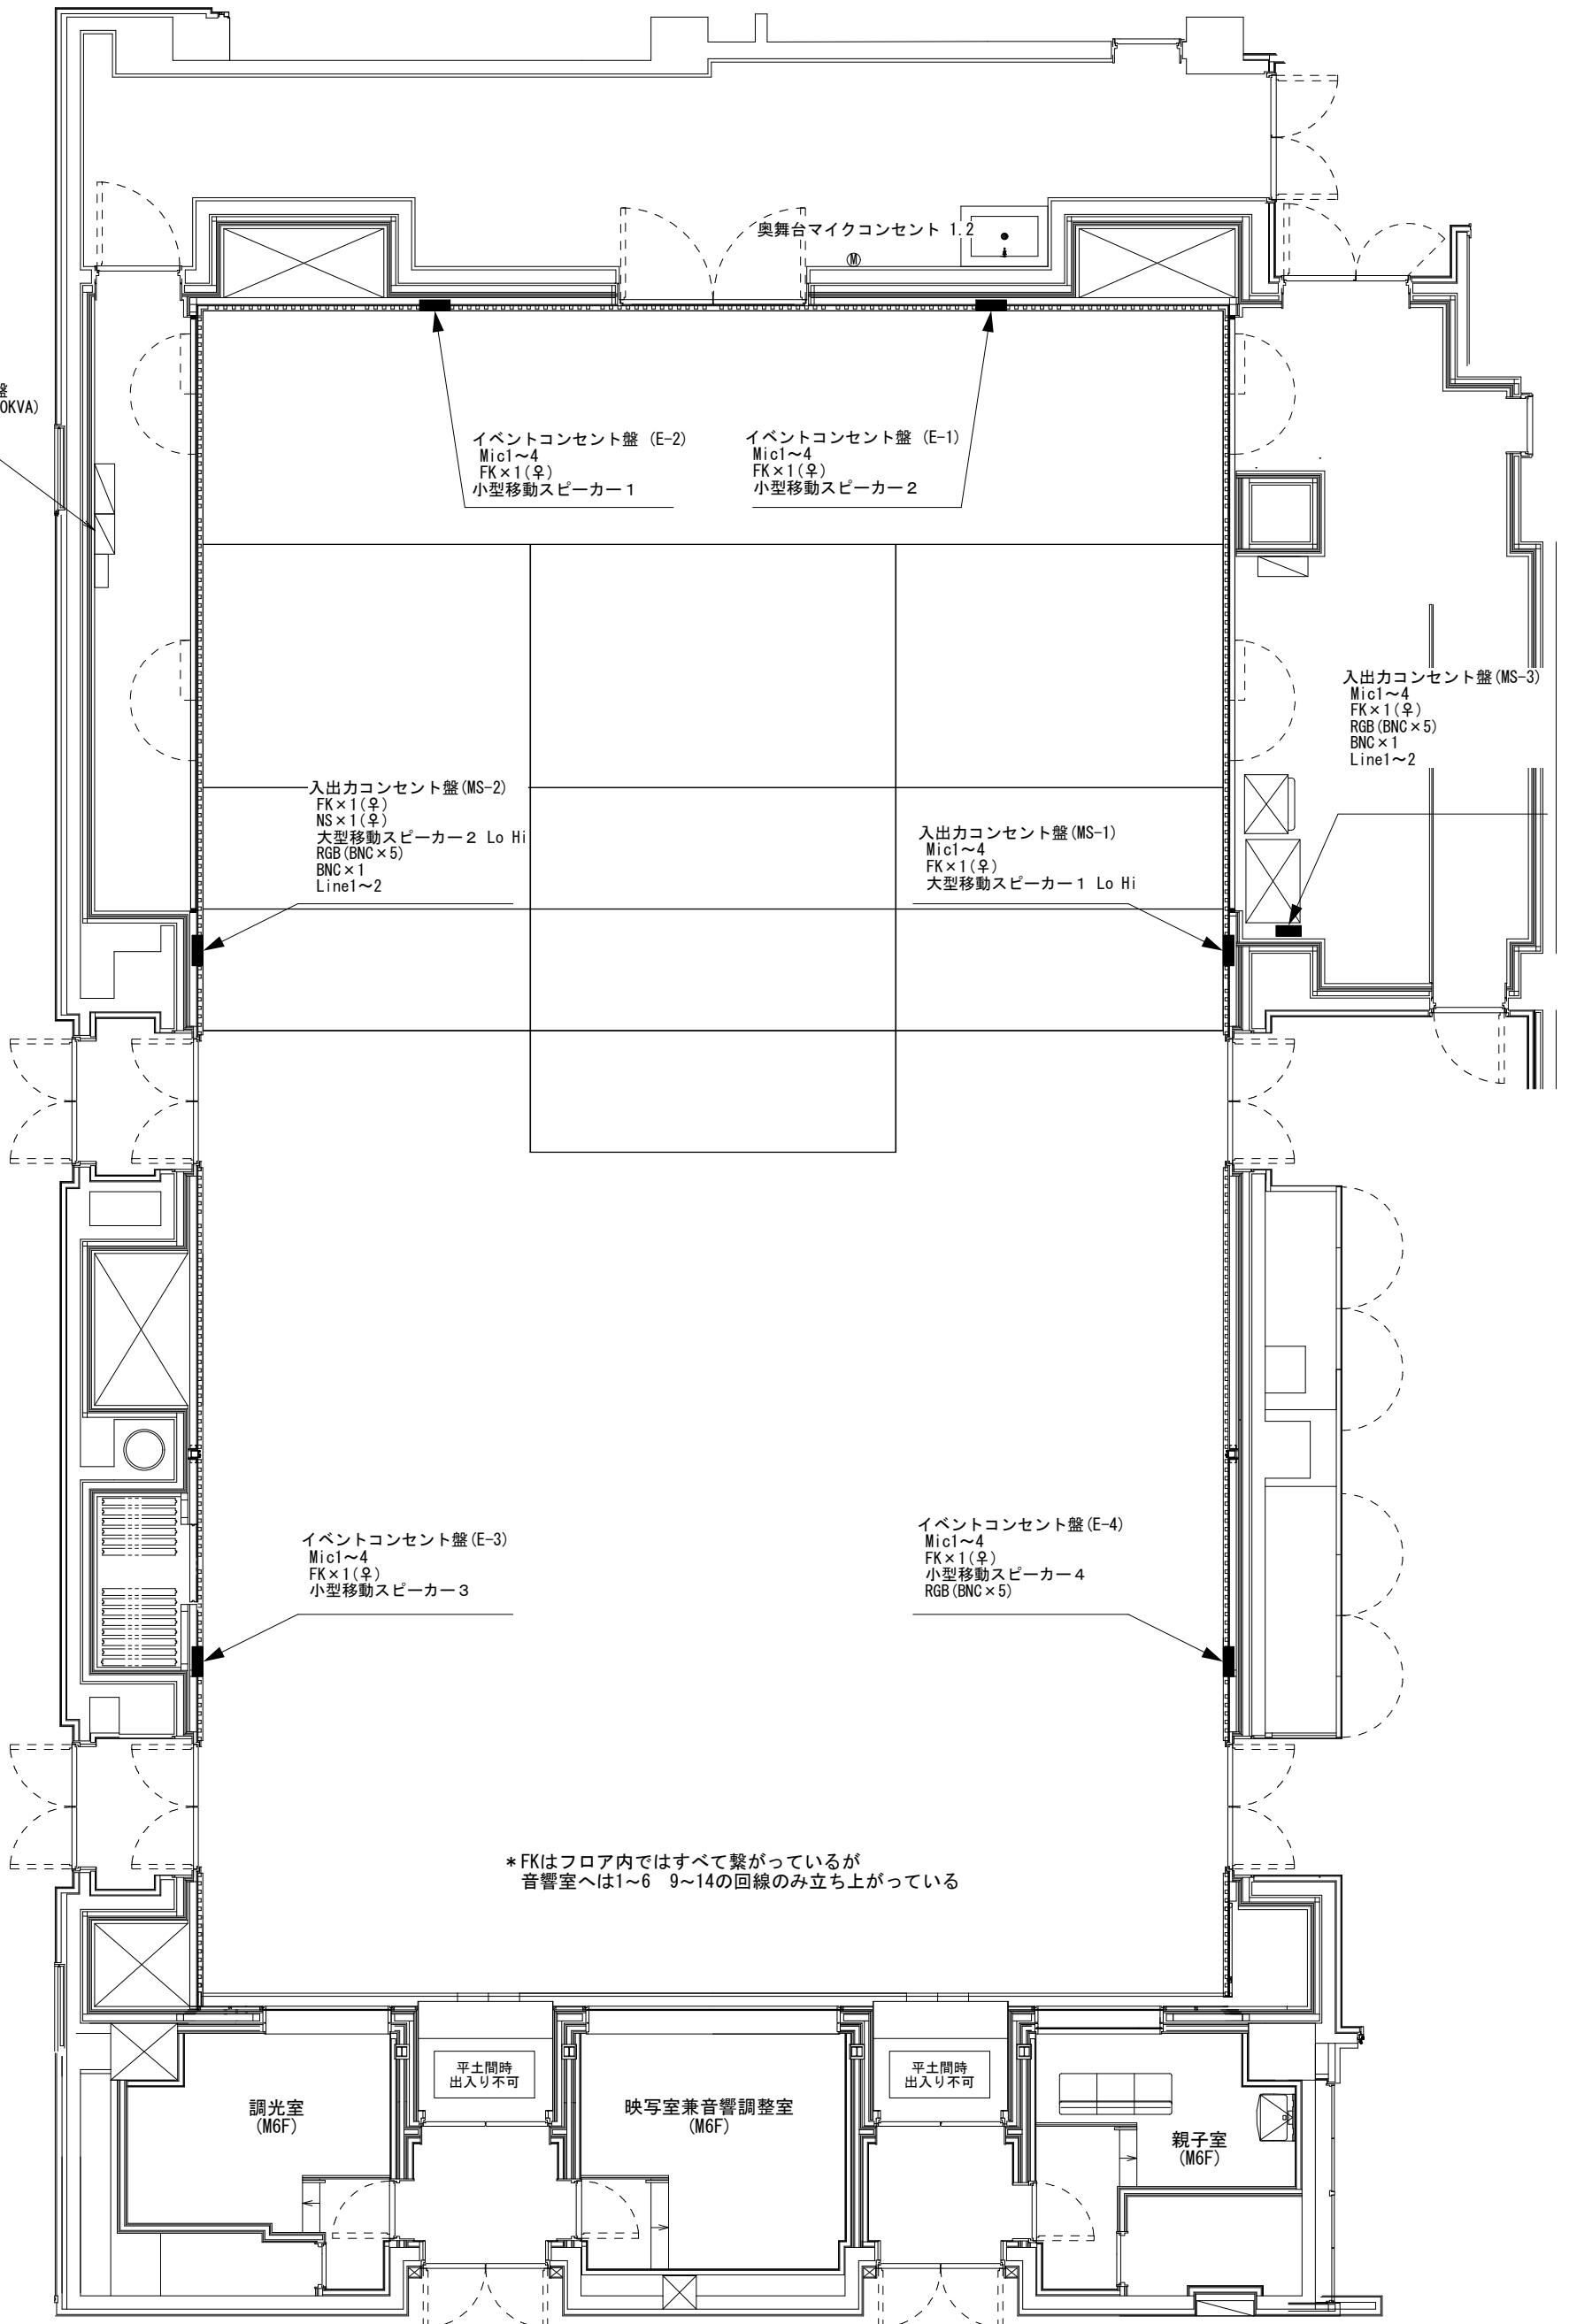 奥舞台マイクコンセント 1.2
Ⓜ
盤
0KVA)
イベントコンセント盤 (E-2)
Mic1～4
FK×1(♀)
小型移動スピーカー１
イベントコンセント盤 (E-1)
Mic1～4
FK×1(♀)
小型移動スピーカー２
入出力コンセント盤(MS-3)
Mic1～4
FK×1(♀)
RGB(BNC×5)
BNC×1
Line1～2
入出力コンセント盤(MS-2)
FK×1(♀)
NS×1(♀)
大型移動スピーカー２ Lo Hi
RGB(BNC×5)
BNC×1
Line1～2
入出力コンセント盤(MS-1)
Mic1～4
FK×1(♀)
大型移動スピーカー１ Lo Hi
イベントコンセント盤(E-3)
Mic1～4
FK×1(♀)
小型移動スピーカー３
イベントコンセント盤(E-4)
Mic1～4
FK×1(♀)
小型移動スピーカー４
RGB(BNC×5)
＊FKはフロア内ではすべて繋がっているが
音響室へは1~6　9~14の回線のみ立ち上がっている
平土間時
出入り不可
平土間時
出入り不可
調光室
(M6F)
映写室兼音響調整室
(M6F)
親子室
(M6F)